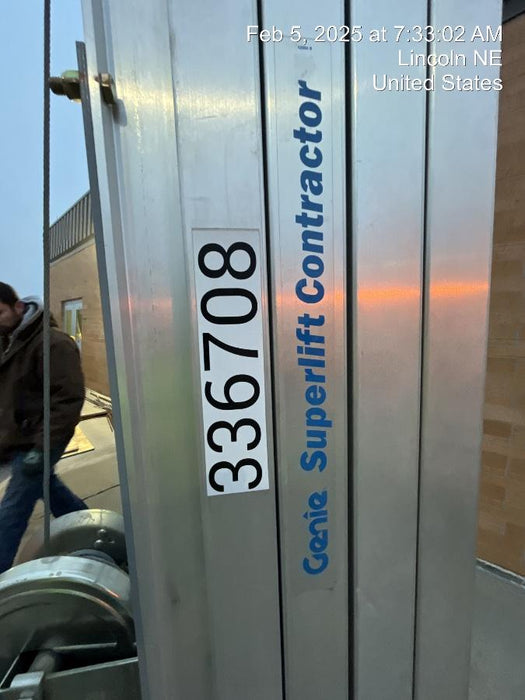 Feb 5, 2025 at 7:33:02 AM
Lincoln NE
United States
336708
Genie Superlift Contractor